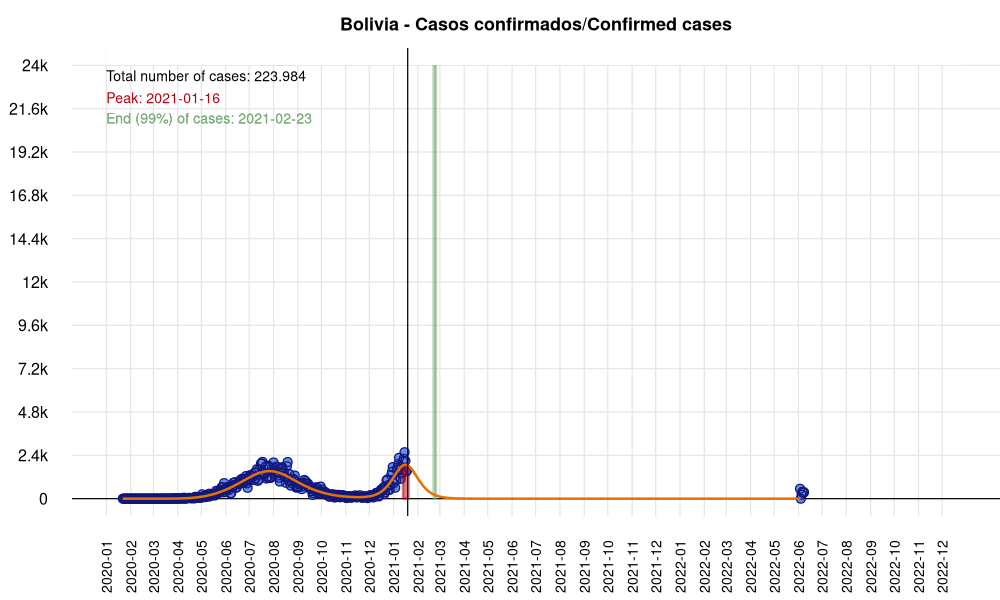 Bolivia - Casos confirmados/Confirmed cases
Total number of cases: 223.984
Peak: 2021-01-16
End (99%) of cases: 2021-02-23
24k
21.6k
19.2k
16.8k
14.4k
12k
9.6k
7.2k
4.8k
2.4k
0
2020-01
2020-02
2020-03
2020-04
2020-05
2020-06
2020-07
2020-08
2020-09
2020-10
2020-11
2020-12
2021-01
2021-02
2021-03
2021-04
2021-05
2021-06
2021-07
2021-08
2021-09
2021-10
2021-11
2021-12
2022-01
2022-02
2022-03
2022-04
2022-05
2022-06
2022-07
2022-08
2022-09
2022-10
2022-11
2022-12